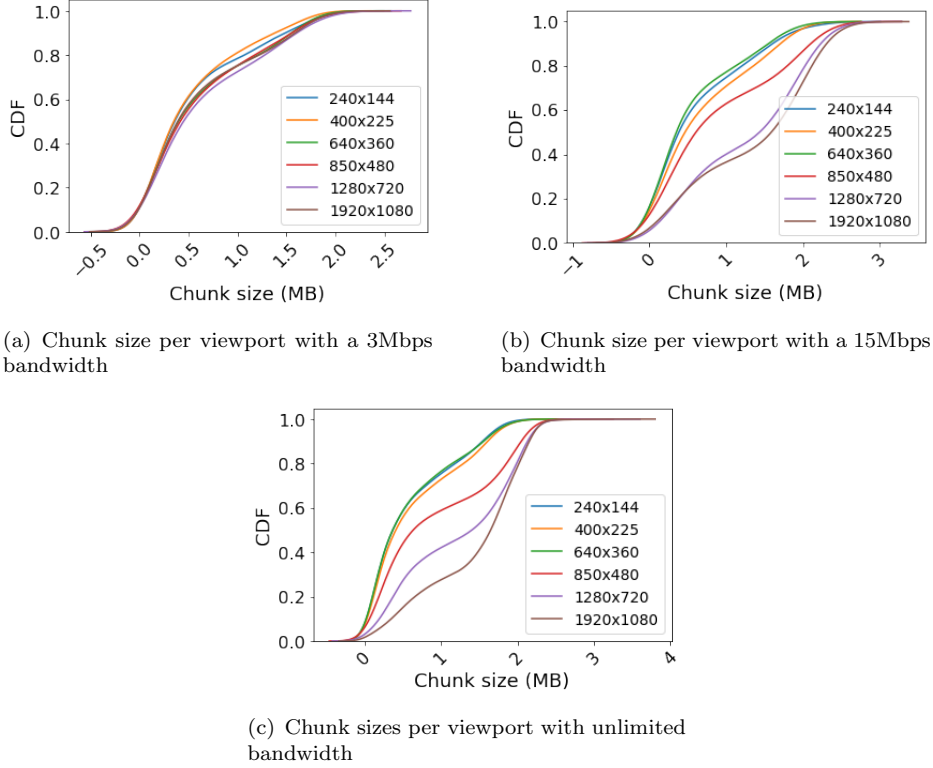 1.0
0.8
0.6
0.4
0.2
0.0
CDF
−0.5
0.0
0.5
1.0
1.5
2.0
2.5
Chunk size (MB)
240x144
400x225
640x360
850x480
1280x720
1920x1080
(a) Chunk size per viewport with a 3Mbps
bandwidth
1.0
0.8
0.6
0.4
0.2
0.0
CDF
−1
0
1
2
3
Chunk size (MB)
240x144
400x225
640x360
850x480
1280x720
1920x1080
(b) Chunk size per viewport with a 15Mbps
bandwidth
1.0
0.8
0.6
0.4
0.2
0.0
CDF
0
1
2
3
4
Chunk size (MB)
240x144
400x225
640x360
850x480
1280x720
1920x1080
(c) Chunk sizes per viewport with unlimited
bandwidth